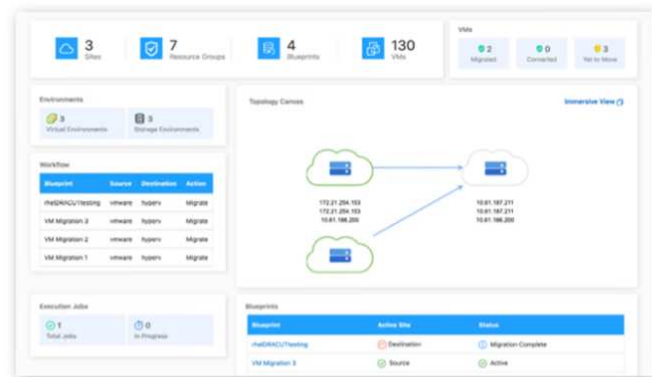 3
Sites
7
Resource Groups
4
Blueprints
130
VMs
VMs
2
Migrated
0
Converted
3
Yet to Move
Environments
3
Virtual Environments
3
Storage Environments
Topology Canvas
Immersive View
172.21.254.153
172.21.254.153
10.61.186.200
10.61.187.211
10.61.187.211
10.61.186.200
Workflow
Blueprint Source Destination Action
vmware hyperv Migrate
VM Migration 3 vmware hyperv Migrate
VM Migration 2 vmware hyperv Migrate
VM Migration 1 vmware hyperv Migrate
Execution Jobs
1
Total Jobs
0
In Progress
Blueprints
Blueprint Active Site Status
Destination Migration Complete
VM Migration 3 Source Active